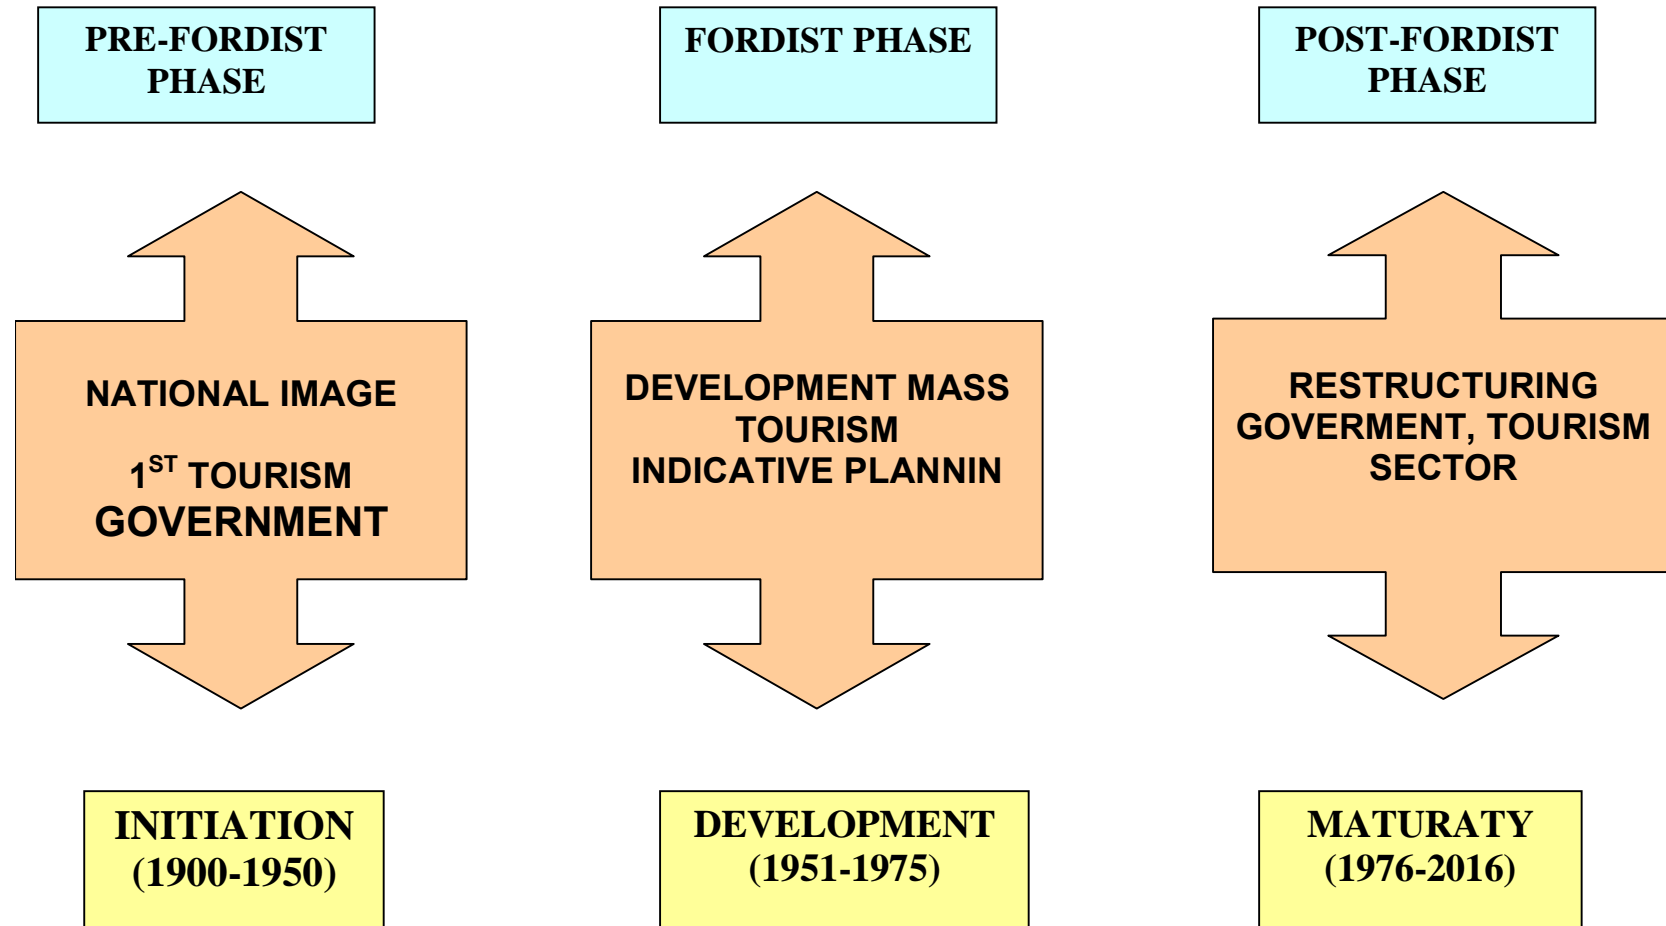 PRE-FORDIST
PHASE
FORDIST PHASE
POST-FORDIST
PHASE
NATIONAL IMAGE
1ST TOURISM
GOVERNMENT
DEVELOPMENT MASS
TOURISM
INDICATIVE PLANNIN
RESTRUCTURING
GOVERMENT, TOURISM
SECTOR
INITIATION
(1900-1950)
DEVELOPMENT
(1951-1975)
MATURATY
(1976-2016)